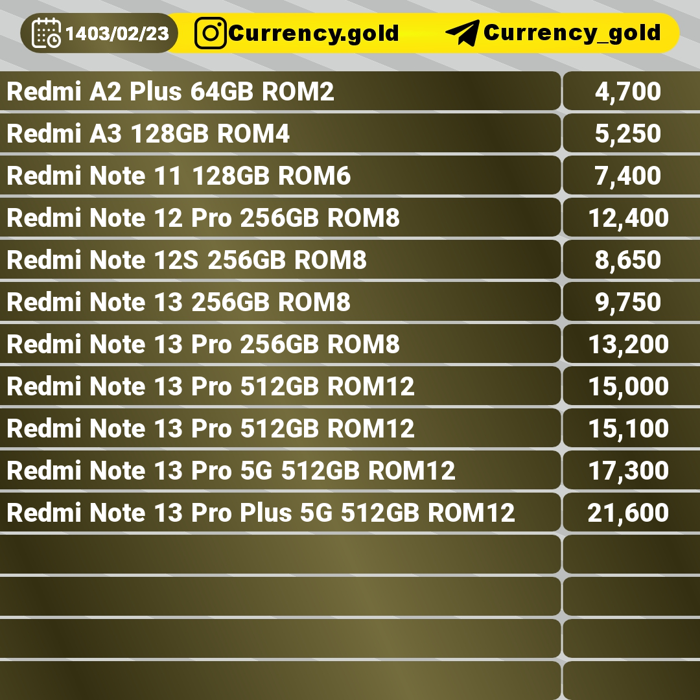 1403/02/23 Currency.gold Currency_gold
Redmi A2 Plus 64GB ROM2 4,700
Redmi A3 128GB ROM4 5,250
Redmi Note 11 128GB ROM6 7,400
Redmi Note 12 Pro 256GB ROM8 12,400
Redmi Note 12S 256GB ROM8 8,650
Redmi Note 13 256GB ROM8 9,750
Redmi Note 13 Pro 256GB ROM8 13,200
Redmi Note 13 Pro 512GB ROM12 15,000
Redmi Note 13 Pro 512GB ROM12 15,100
Redmi Note 13 Pro 5G 512GB ROM12 17,300
Redmi Note 13 Pro Plus 5G 512GB ROM12 21,600